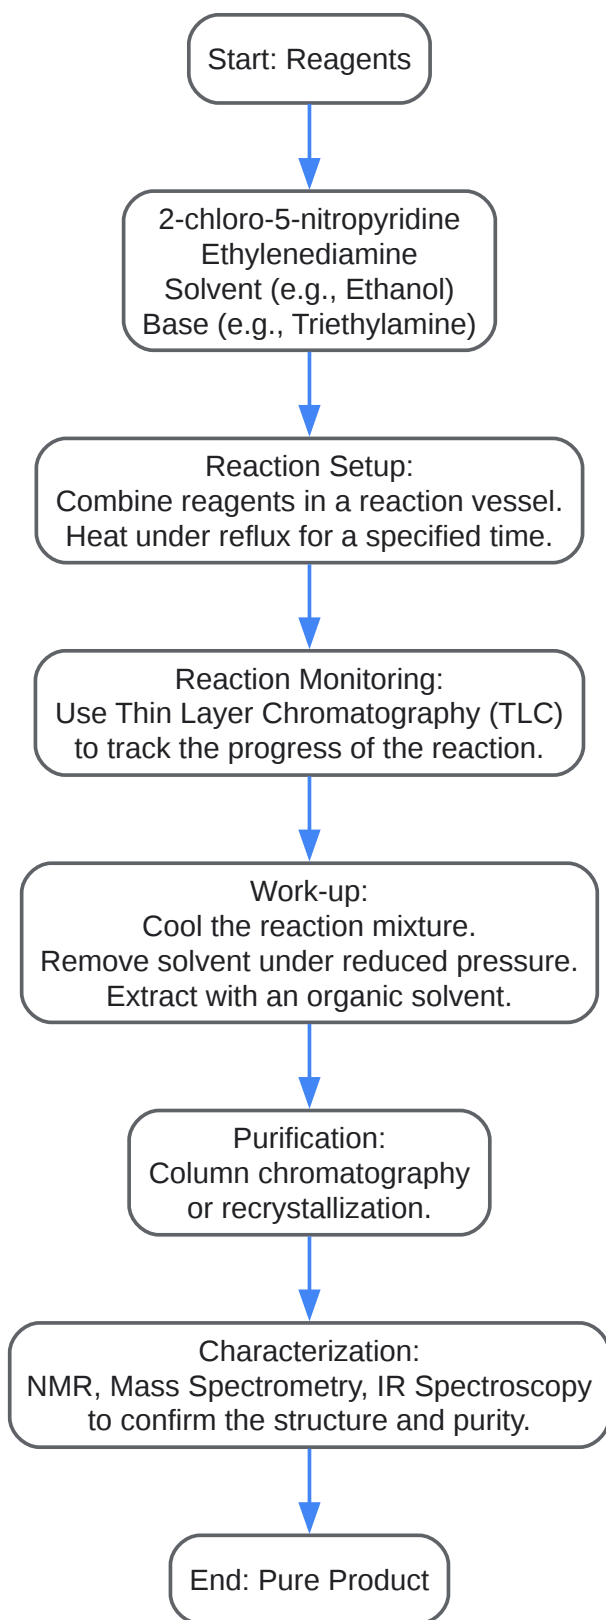 Start: Reagents
2-chloro-5-nitropyridine
Ethylenediamine
Solvent (e.g., Ethanol)
Base (e.g., Triethylamine)
Reaction Setup:
Combine reagents in a reaction vessel.
Heat under reflux for a specified time.
Reaction Monitoring:
Use Thin Layer Chromatography (TLC)
to track the progress of the reaction.
Work-up:
Cool the reaction mixture.
Remove solvent under reduced pressure.
Extract with an organic solvent.
Purification:
Column chromatography
or recrystallization.
Characterization:
NMR, Mass Spectrometry, IR Spectroscopy
to confirm the structure and purity.
End: Pure Product